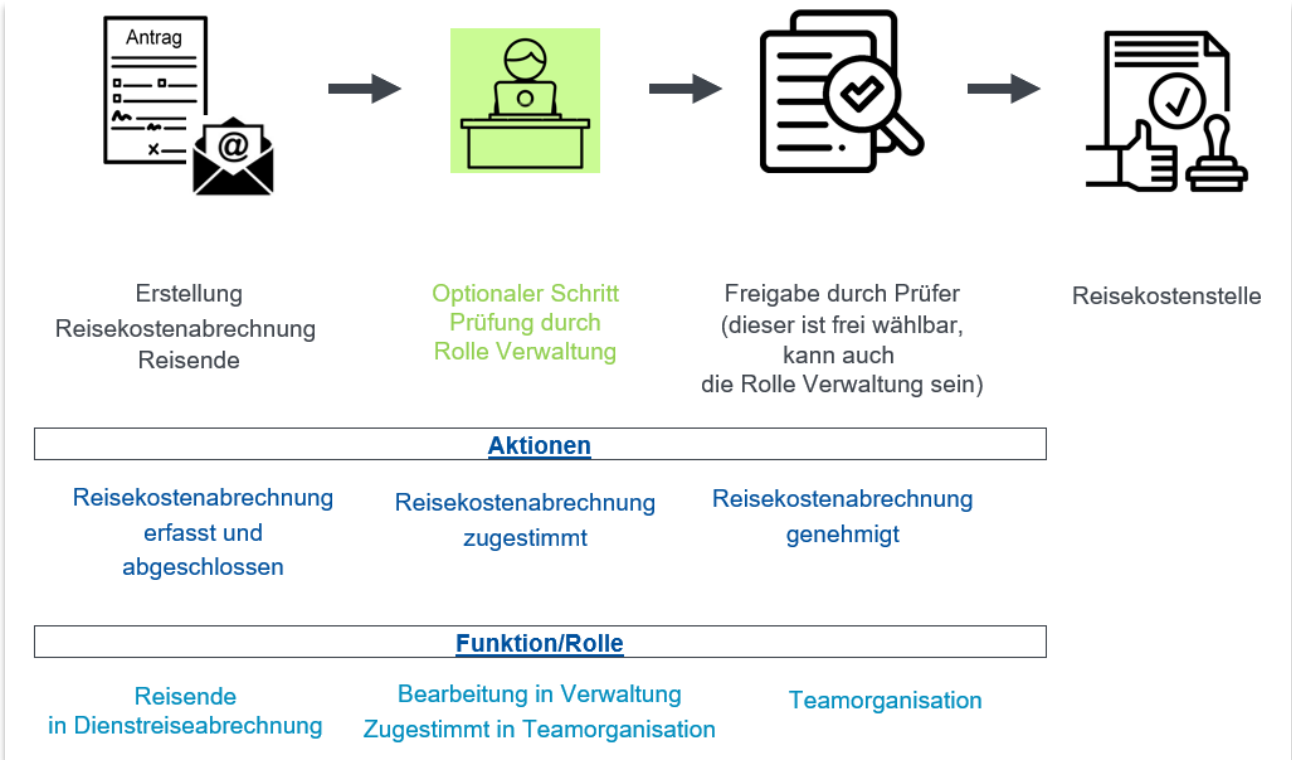 Antrag
@
x
Erstellung
Reisekostenabrechnung
Reisende
Optionaler Schritt
Prüfung durch
Rolle Verwaltung
Freigabe durch Prüfer
(dieser ist frei wählbar,
kann auch
die Rolle Verwaltung sein)
Reisekostenstelle
Aktionen
Reisekostenabrechnung
erfasst und
abgeschlossen
Reisekostenabrechnung
zugestimmt
Reisekostenabrechnung
genehmigt
Funktion/Rolle
Reisende
in Dienstreiseabrechnung
Bearbeitung in Verwaltung
Zugestimmt in Teamorganisation
Teamorganisation